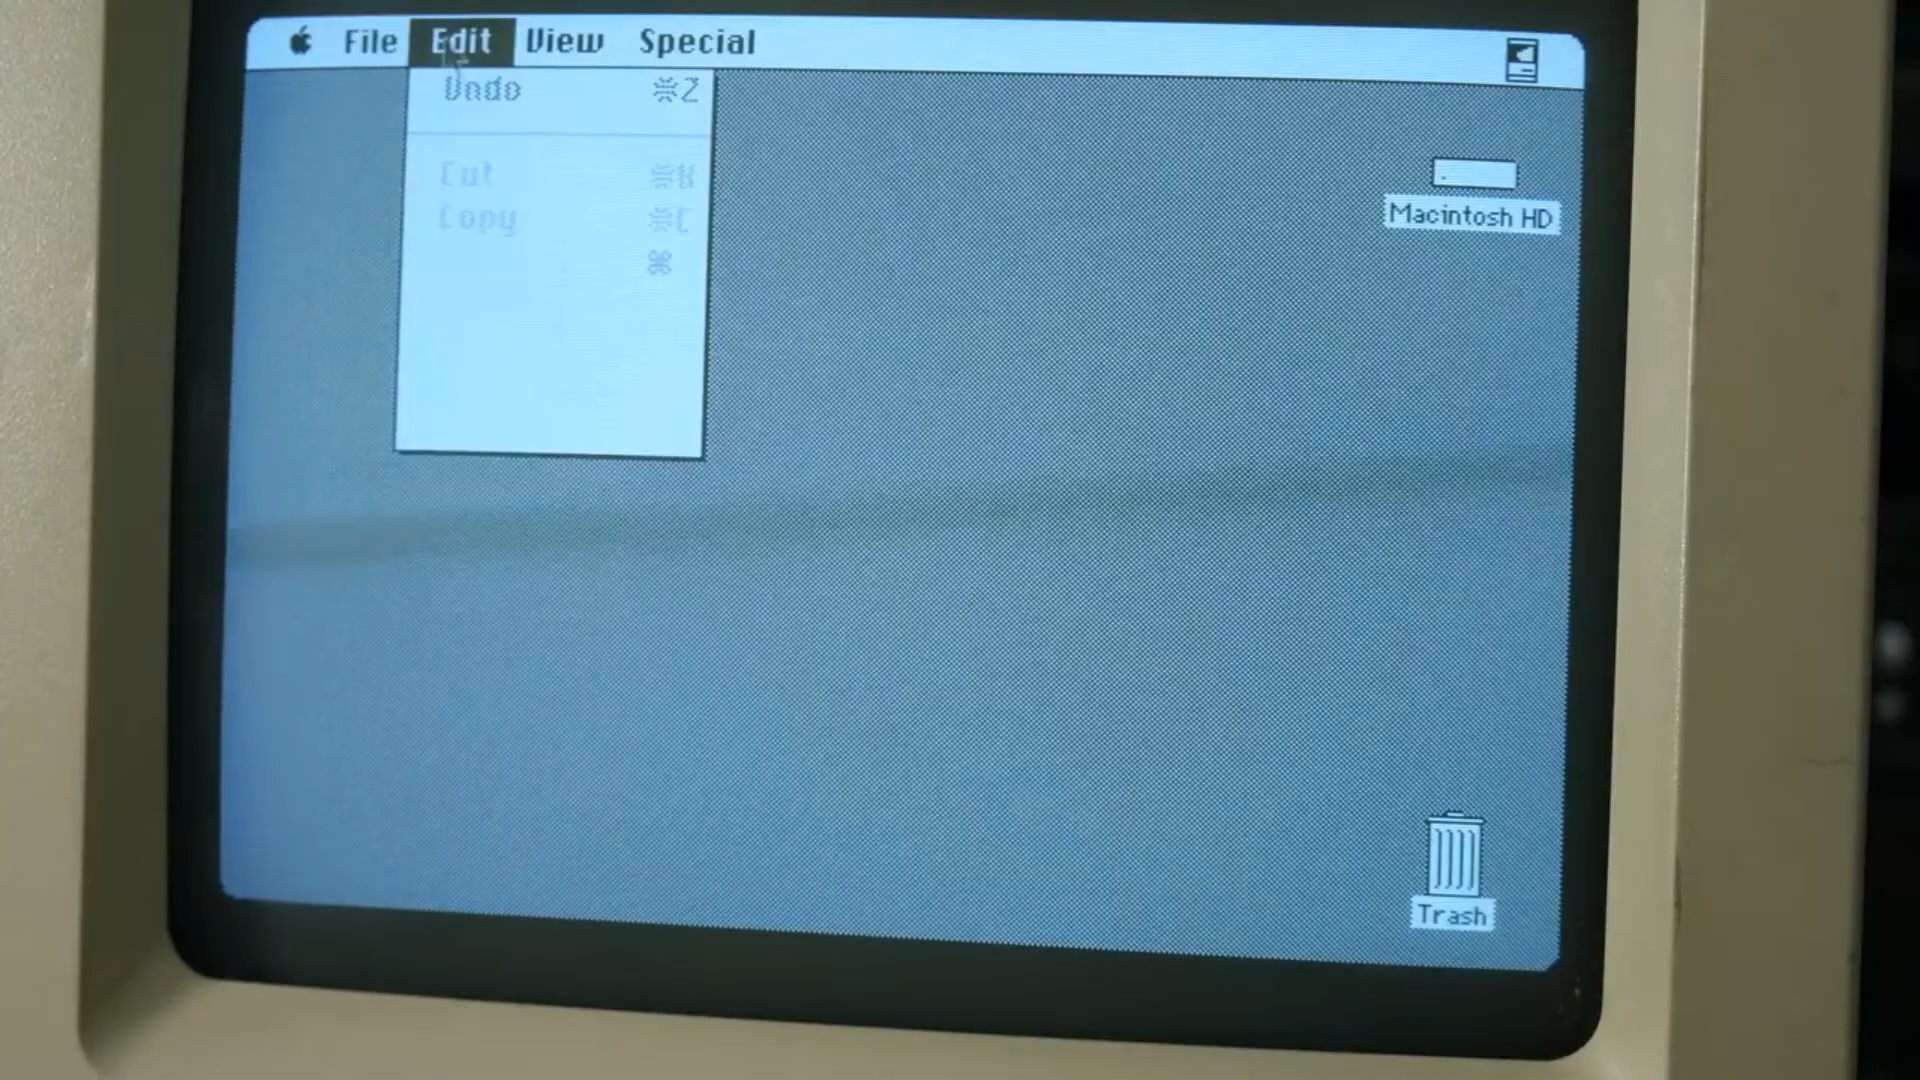 File Edit View Special
Undo ⌘Z
Cut ⌘X
Copy ⌘C
⌘
Macintosh HD
Trash